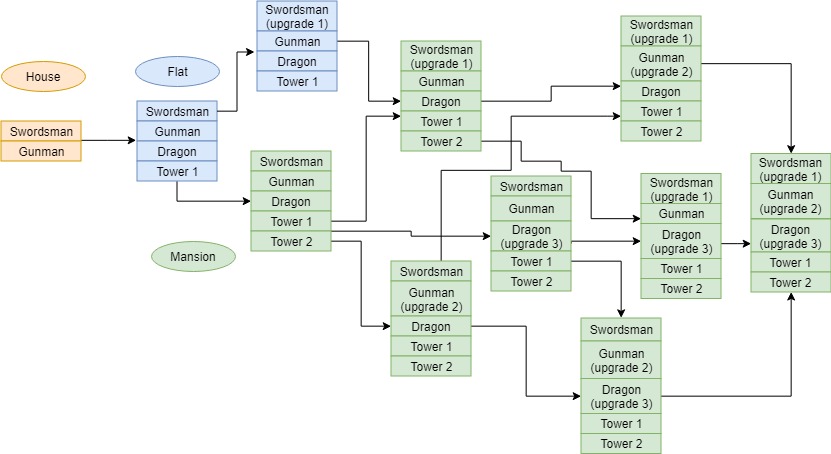 House
Swordsman
Gunman
Flat
Swordsman
Gunman
Dragon
Tower 1
Swordsman
(upgrade 1)
Gunman
Dragon
Tower 1
Mansion
Swordsman
Gunman
Dragon
Tower 1
Tower 2
Swordsman
(upgrade 1)
Gunman
Dragon
Tower 1
Tower 2
Swordsman
Gunman
(upgrade 2)
Dragon
Tower 1
Tower 2
Swordsman
Gunman
Dragon
(upgrade 3)
Tower 1
Tower 2
Swordsman
(upgrade 1)
Gunman
(upgrade 2)
Dragon
Tower 1
Tower 2
Swordsman
(upgrade 1)
Gunman
Dragon
(upgrade 3)
Tower 1
Tower 2
Swordsman
Gunman
(upgrade 2)
Dragon
(upgrade 3)
Tower 1
Tower 2
Swordsman
(upgrade 1)
Gunman
(upgrade 2)
Dragon
(upgrade 3)
Tower 1
Tower 2